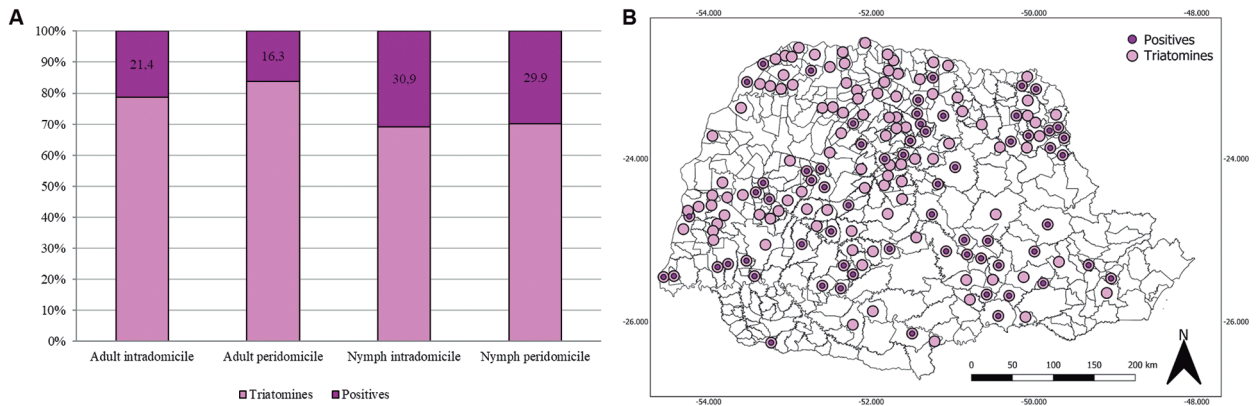 A
100%
90%
80%
70%
60%
50%
40%
30%
20%
10%
0%
21.4
16.3
30.9
29.9
Adult intradomicile Adult peridomicile Nymph intradomicile Nymph peridomicile
Triatomines Positives
B
-54.000 -52.000 -50.000 -48.000
Positives
Triatomines
-24.000 -24.000
-26.000 -26.000
N
0 50 100 150 200 km
-54.000 -52.000 -50.000 -48.000